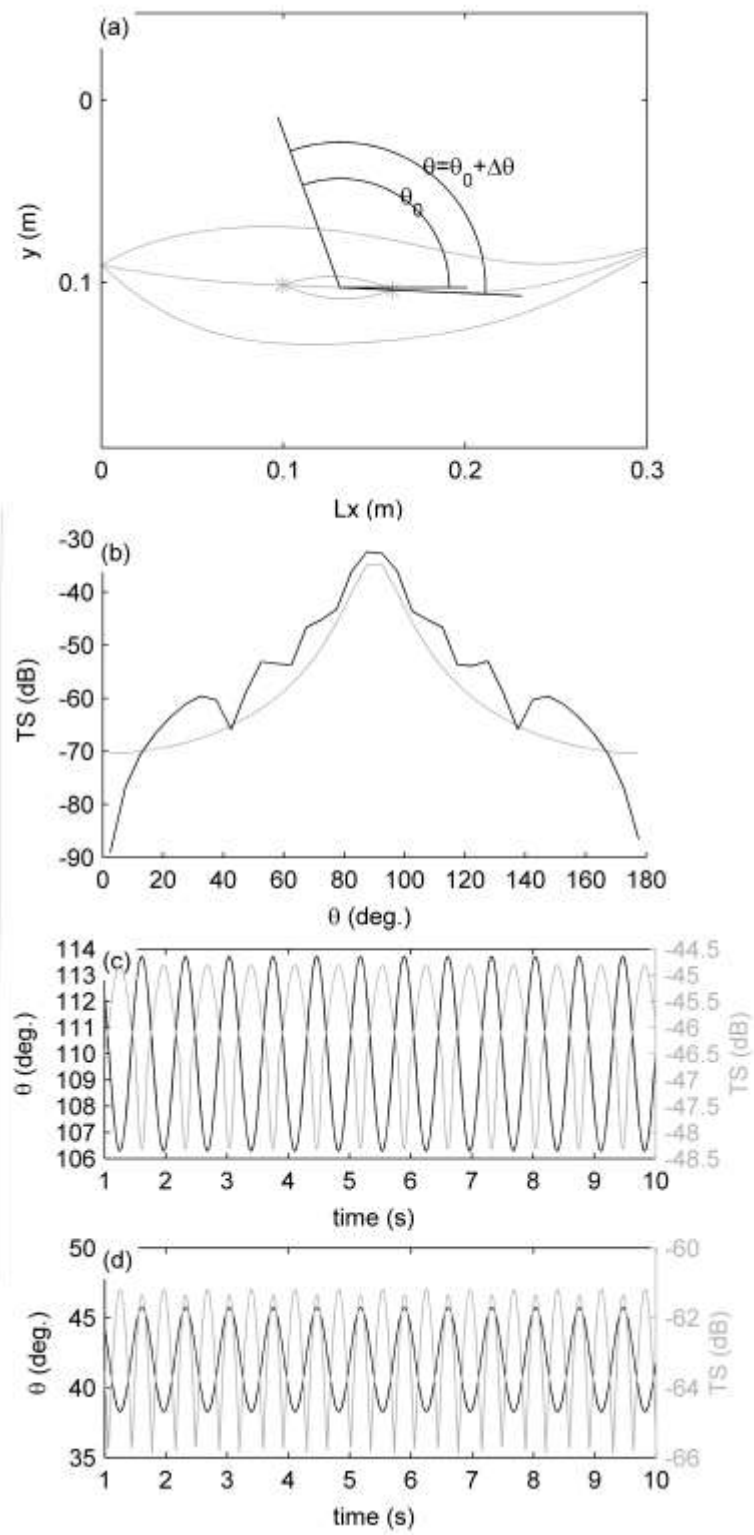 (a)
0
θ=θ0+Δθ
θ0
y (m)
0.1
0 0.1 0.2 0.3
Lx (m)
(b)
-30
-40
-50
TS (dB)
-60
-70
-80
-90
0 20 40 60 80 100 120 140 160 180
θ (deg.)
(c)
114 -44.5
113 -45
112 -45.5
111 -46
θ (deg.) 110 -46.5 TS (dB)
109 -47
108 -47.5
107 -48
106 -48.5
1 2 3 4 5 6 7 8 9 10
time (s)
(d)
50 -60
45 -62
θ (deg.) TS (dB)
40 -64
35 -66
1 2 3 4 5 6 7 8 9 10
time (s)